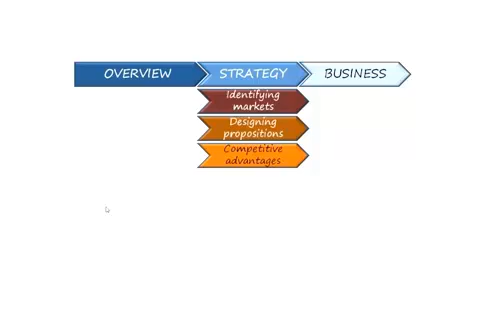 OVERVIEW STRATEGY BUSINESS
Identifying
markets
Designing
propositions
Competitive
advantages